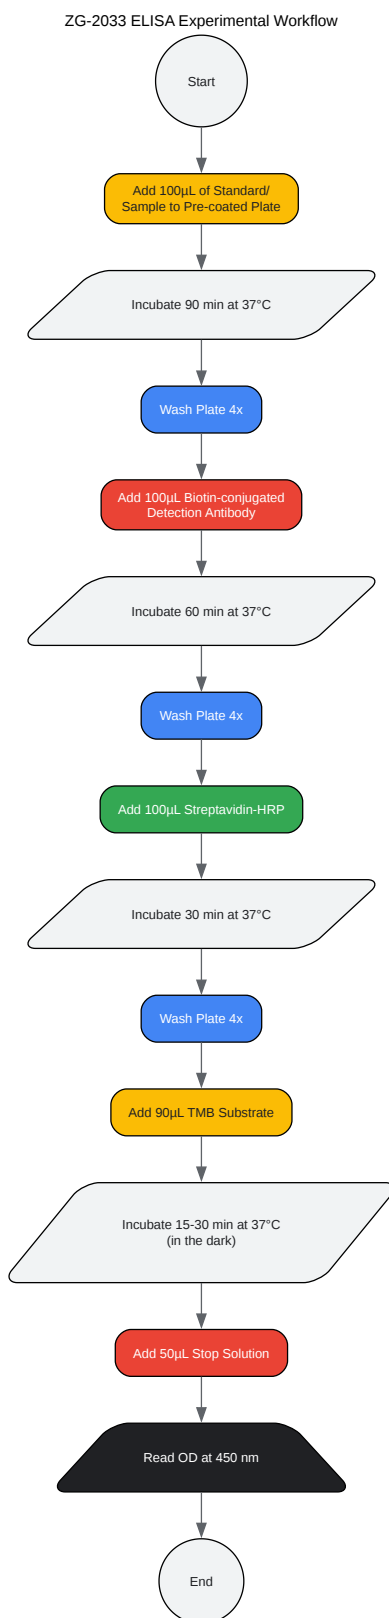 ZG-2033 ELISA Experimental Workflow
Start
Add 100µL of Standard/
Sample to Pre-coated Plate
Incubate 90 min at 37°C
Wash Plate 4x
Add 100µL Biotin-conjugated
Detection Antibody
Incubate 60 min at 37°C
Wash Plate 4x
Add 100µL Streptavidin-HRP
Incubate 30 min at 37°C
Wash Plate 4x
Add 90µL TMB Substrate
Incubate 15-30 min at 37°C
(in the dark)
Add 50µL Stop Solution
Read OD at 450 nm
End